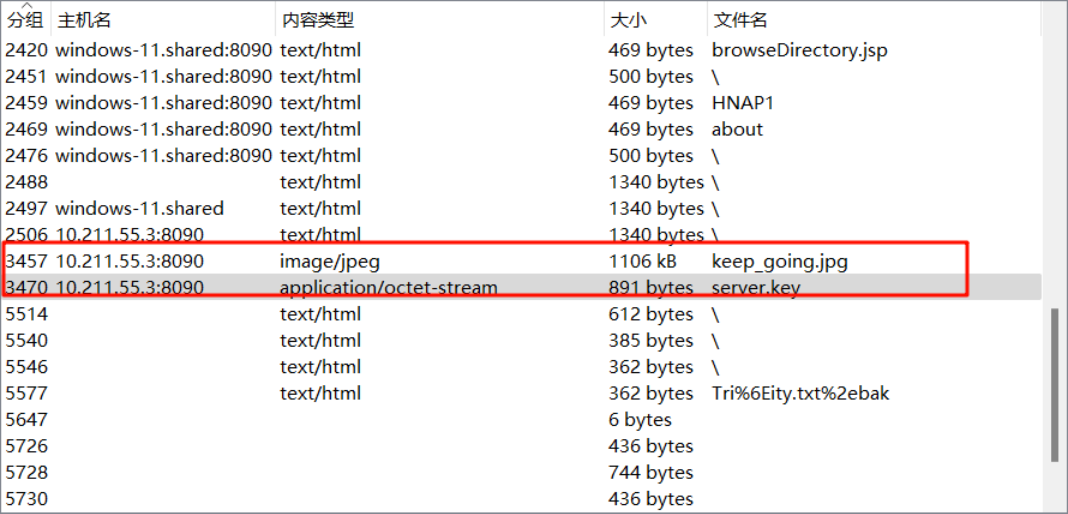 分组 主机名 内容类型 大小 文件名
2420 windows-11.shared:8090 text/html 469 bytes browseDirectory.jsp
2451 windows-11.shared:8090 text/html 500 bytes \
2459 windows-11.shared:8090 text/html 469 bytes HNAP1
2469 windows-11.shared:8090 text/html 469 bytes about
2476 windows-11.shared:8090 text/html 500 bytes \
2488 text/html 1340 bytes \
2497 windows-11.shared text/html 1340 bytes \
2506 10.211.55.3:8090 text/html 1340 bytes \
3457 10.211.55.3:8090 image/jpeg 1106 kB keep_going.jpg
3470 10.211.55.3:8090 application/octet-stream 891 bytes server.key
5514 text/html 612 bytes \
5540 text/html 385 bytes \
5546 text/html 362 bytes \
5577 text/html 362 bytes Tri%6Eity.txt%2ebak
5647 6 bytes
5726 436 bytes
5728 744 bytes
5730 436 bytes